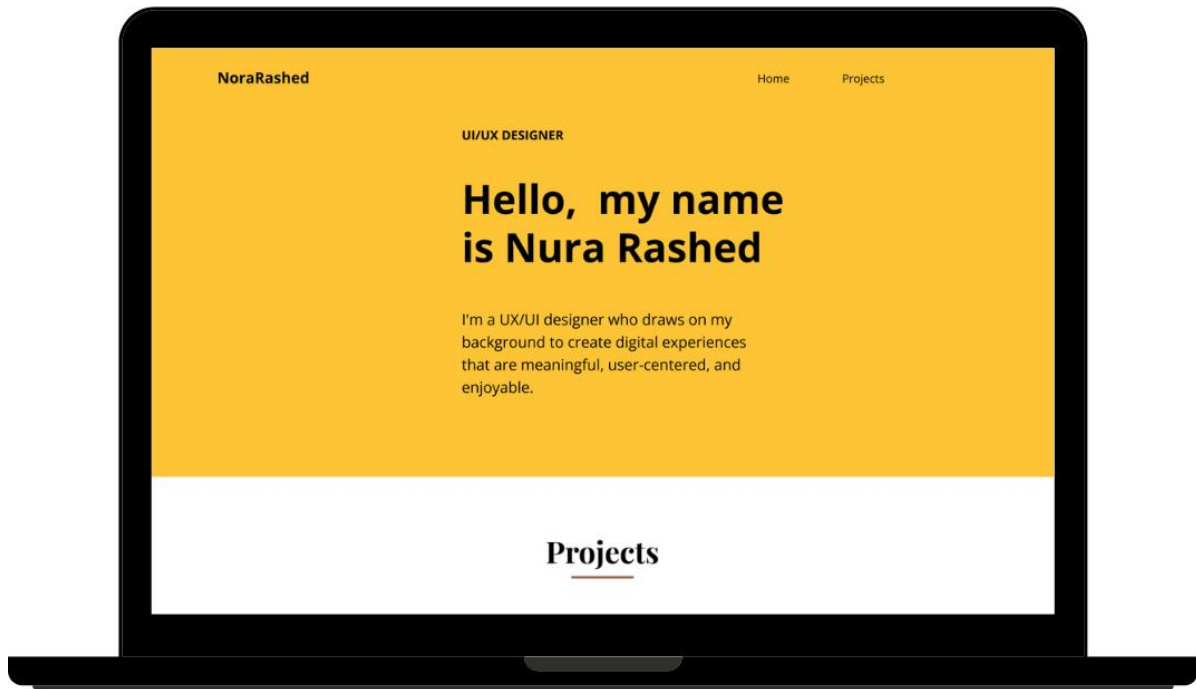 NoraRashed
Home Projects
UI/UX DESIGNER
Hello,  my name
is Nura Rashed
I'm a UX/UI designer who draws on my
background to create digital experiences
that are meaningful, user-centered, and
enjoyable.
Projects